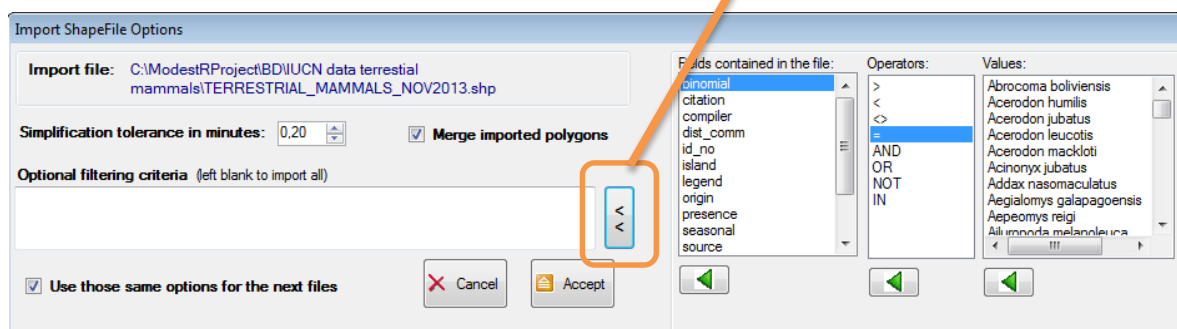 Import ShapeFile Options
Import file: C:\ModestRProject\BD\IUCN data terrestial
mammals\TERRESTRIAL_MAMMALS_NOV2013.shp
Simplification tolerance in minutes: 0,20
Merge imported polygons
Optional filtering criteria (left blank to import all)
<
<
Use those same options for the next files
Cancel
Accept
Fields contained in the file:
binomial
citation
compiler
dist_comm
id_no
island
legend
origin
presence
seasonal
source
Operators:
>
<
<>
=
AND
OR
NOT
IN
Values:
Abrocoma boliviensis
Acerodon humilis
Acerodon jubatus
Acerodon leucotis
Acerodon mackloti
Acinonyx jubatus
Addax nasomaculatus
Aegialomys galapagoensis
Aepeomys reigi
Ailuropoda melanoleuca